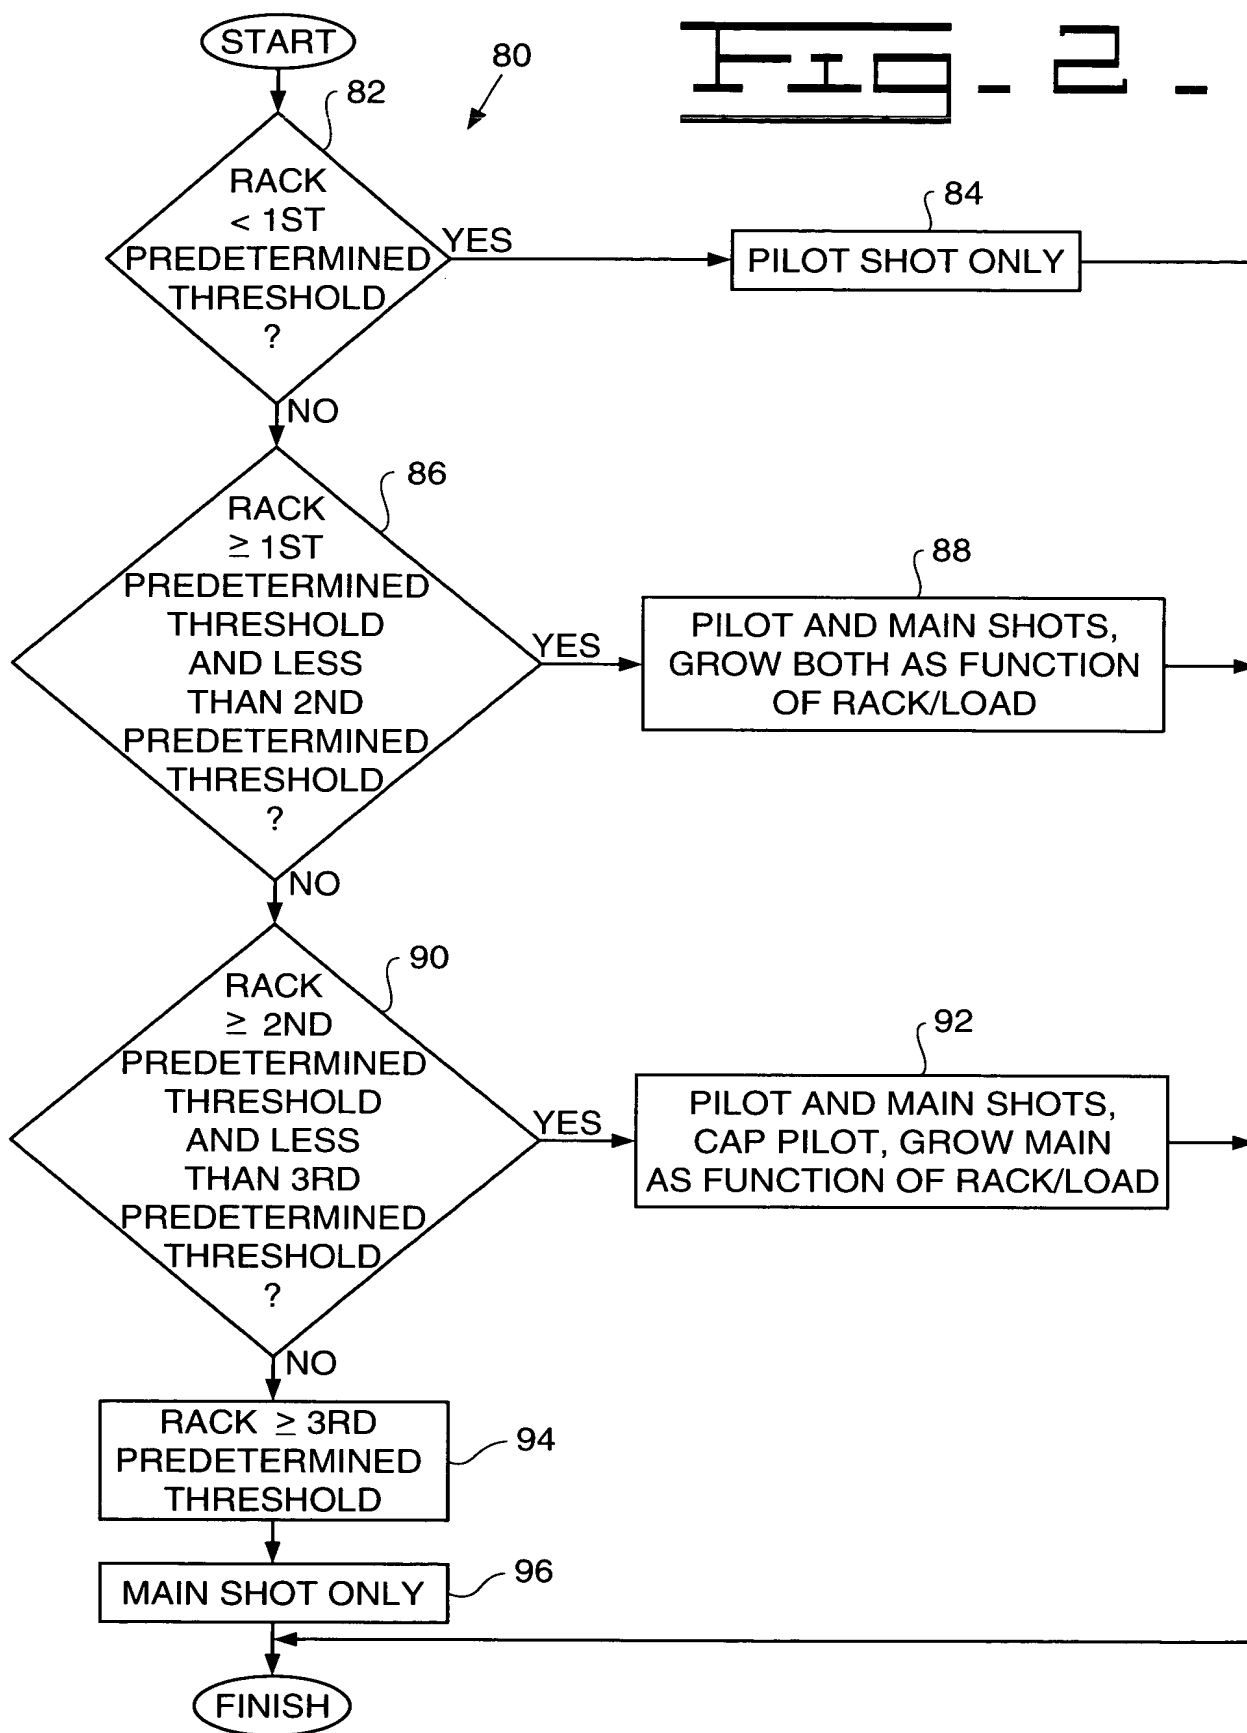 START
Fig - 2 -
80
82
RACK
< 1ST
PREDETERMINED
THRESHOLD
?
YES
84
PILOT SHOT ONLY
NO
86
RACK
≥ 1ST
PREDETERMINED
THRESHOLD
AND LESS
THAN 2ND
PREDETERMINED
THRESHOLD
?
YES
88
PILOT AND MAIN SHOTS,
GROW BOTH AS FUNCTION
OF RACK/LOAD
NO
90
RACK
≥ 2ND
PREDETERMINED
THRESHOLD
AND LESS
THAN 3RD
PREDETERMINED
THRESHOLD
?
YES
92
PILOT AND MAIN SHOTS,
CAP PILOT, GROW MAIN
AS FUNCTION OF RACK/LOAD
NO
RACK ≥ 3RD
PREDETERMINED
THRESHOLD
94
MAIN SHOT ONLY
96
FINISH